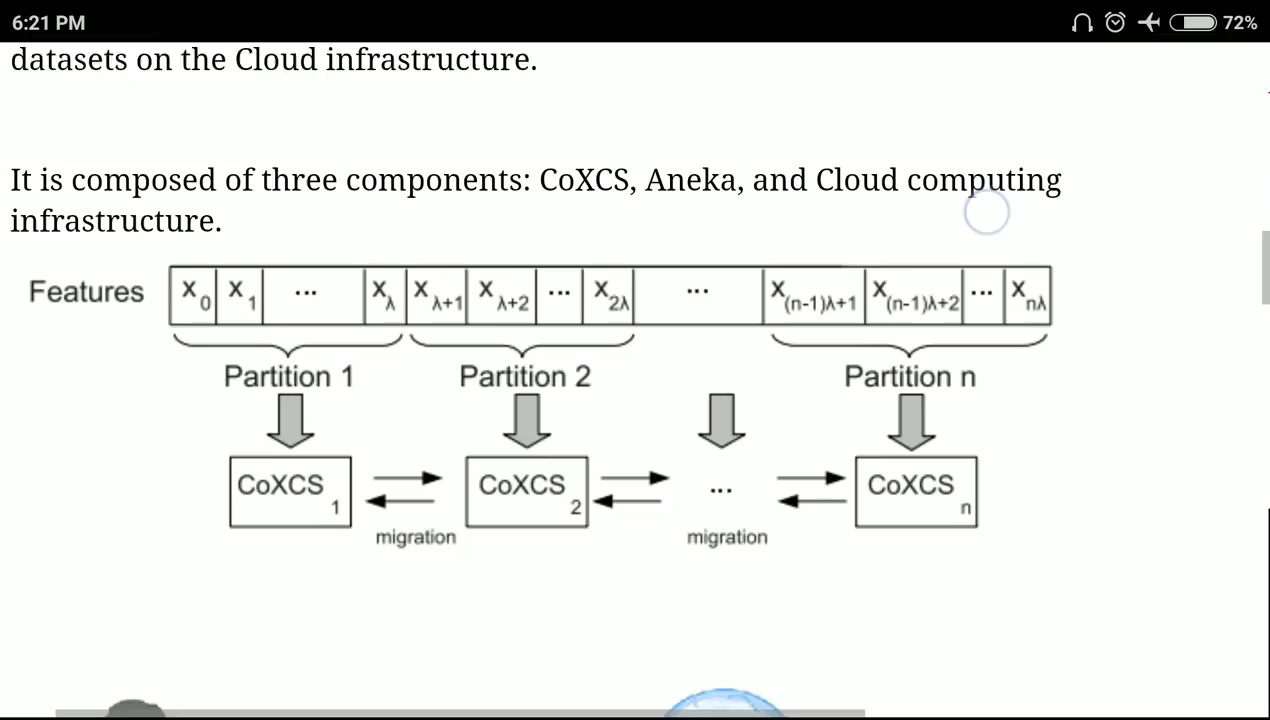 6:21 PM 72%
datasets on the Cloud infrastructure.
It is composed of three components: CoXCS, Aneka, and Cloud computing
infrastructure.
Features X0 X1 ... Xλ Xλ+1 Xλ+2 ... X2λ ... X(n-1)λ+1 X(n-1)λ+2 ... Xnλ
Partition 1 Partition 2 Partition n
CoXCS1 CoXCS2 ... CoXCSn
migration migration